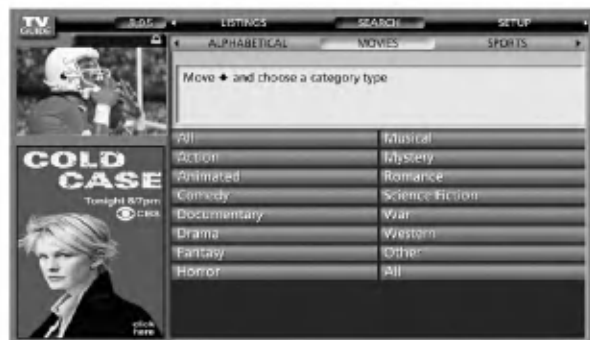 TV
GUIDE
8:05 LISTINGS SEARCH SETUP
ALPHABETICAL MOVIES SPORTS
Move and choose a category type
All Musical
Action Mystery
Animated Romance
Comedy Science Fiction
Documentary War
Drama Western
Fantasy Other
Horror All
COLD
CASE
Tonight 8/7pm
CBS
click
here